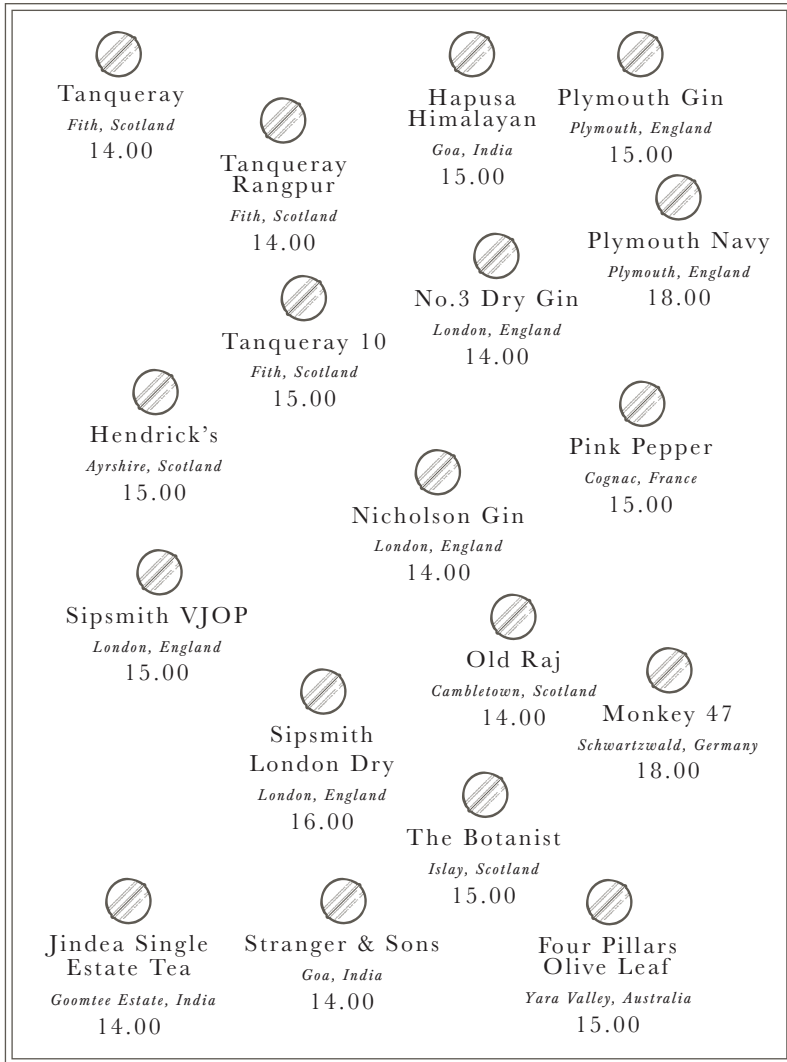 Tanqueray
Fith, Scotland
14.00
Tanqueray
Rangpur
Fith, Scotland
14.00
Hapusa
Himalayan
Goa, India
15.00
Plymouth Gin
Plymouth, England
15.00
Plymouth Navy
Plymouth, England
18.00
No.3 Dry Gin
London, England
14.00
Tanqueray 10
Fith, Scotland
15.00
Hendrick's
Ayrshire, Scotland
15.00
Pink Pepper
Cognac, France
15.00
Nicholson Gin
London, England
14.00
Sipsmith VJOP
London, England
15.00
Old Raj
Cambletown, Scotland
14.00
Monkey 47
Schwartzwald, Germany
18.00
Sipsmith
London Dry
London, England
16.00
The Botanist
Islay, Scotland
15.00
Jindea Single
Estate Tea
Goomtee Estate, India
14.00
Stranger & Sons
Goa, India
14.00
Four Pillars
Olive Leaf
Yara Valley, Australia
15.00